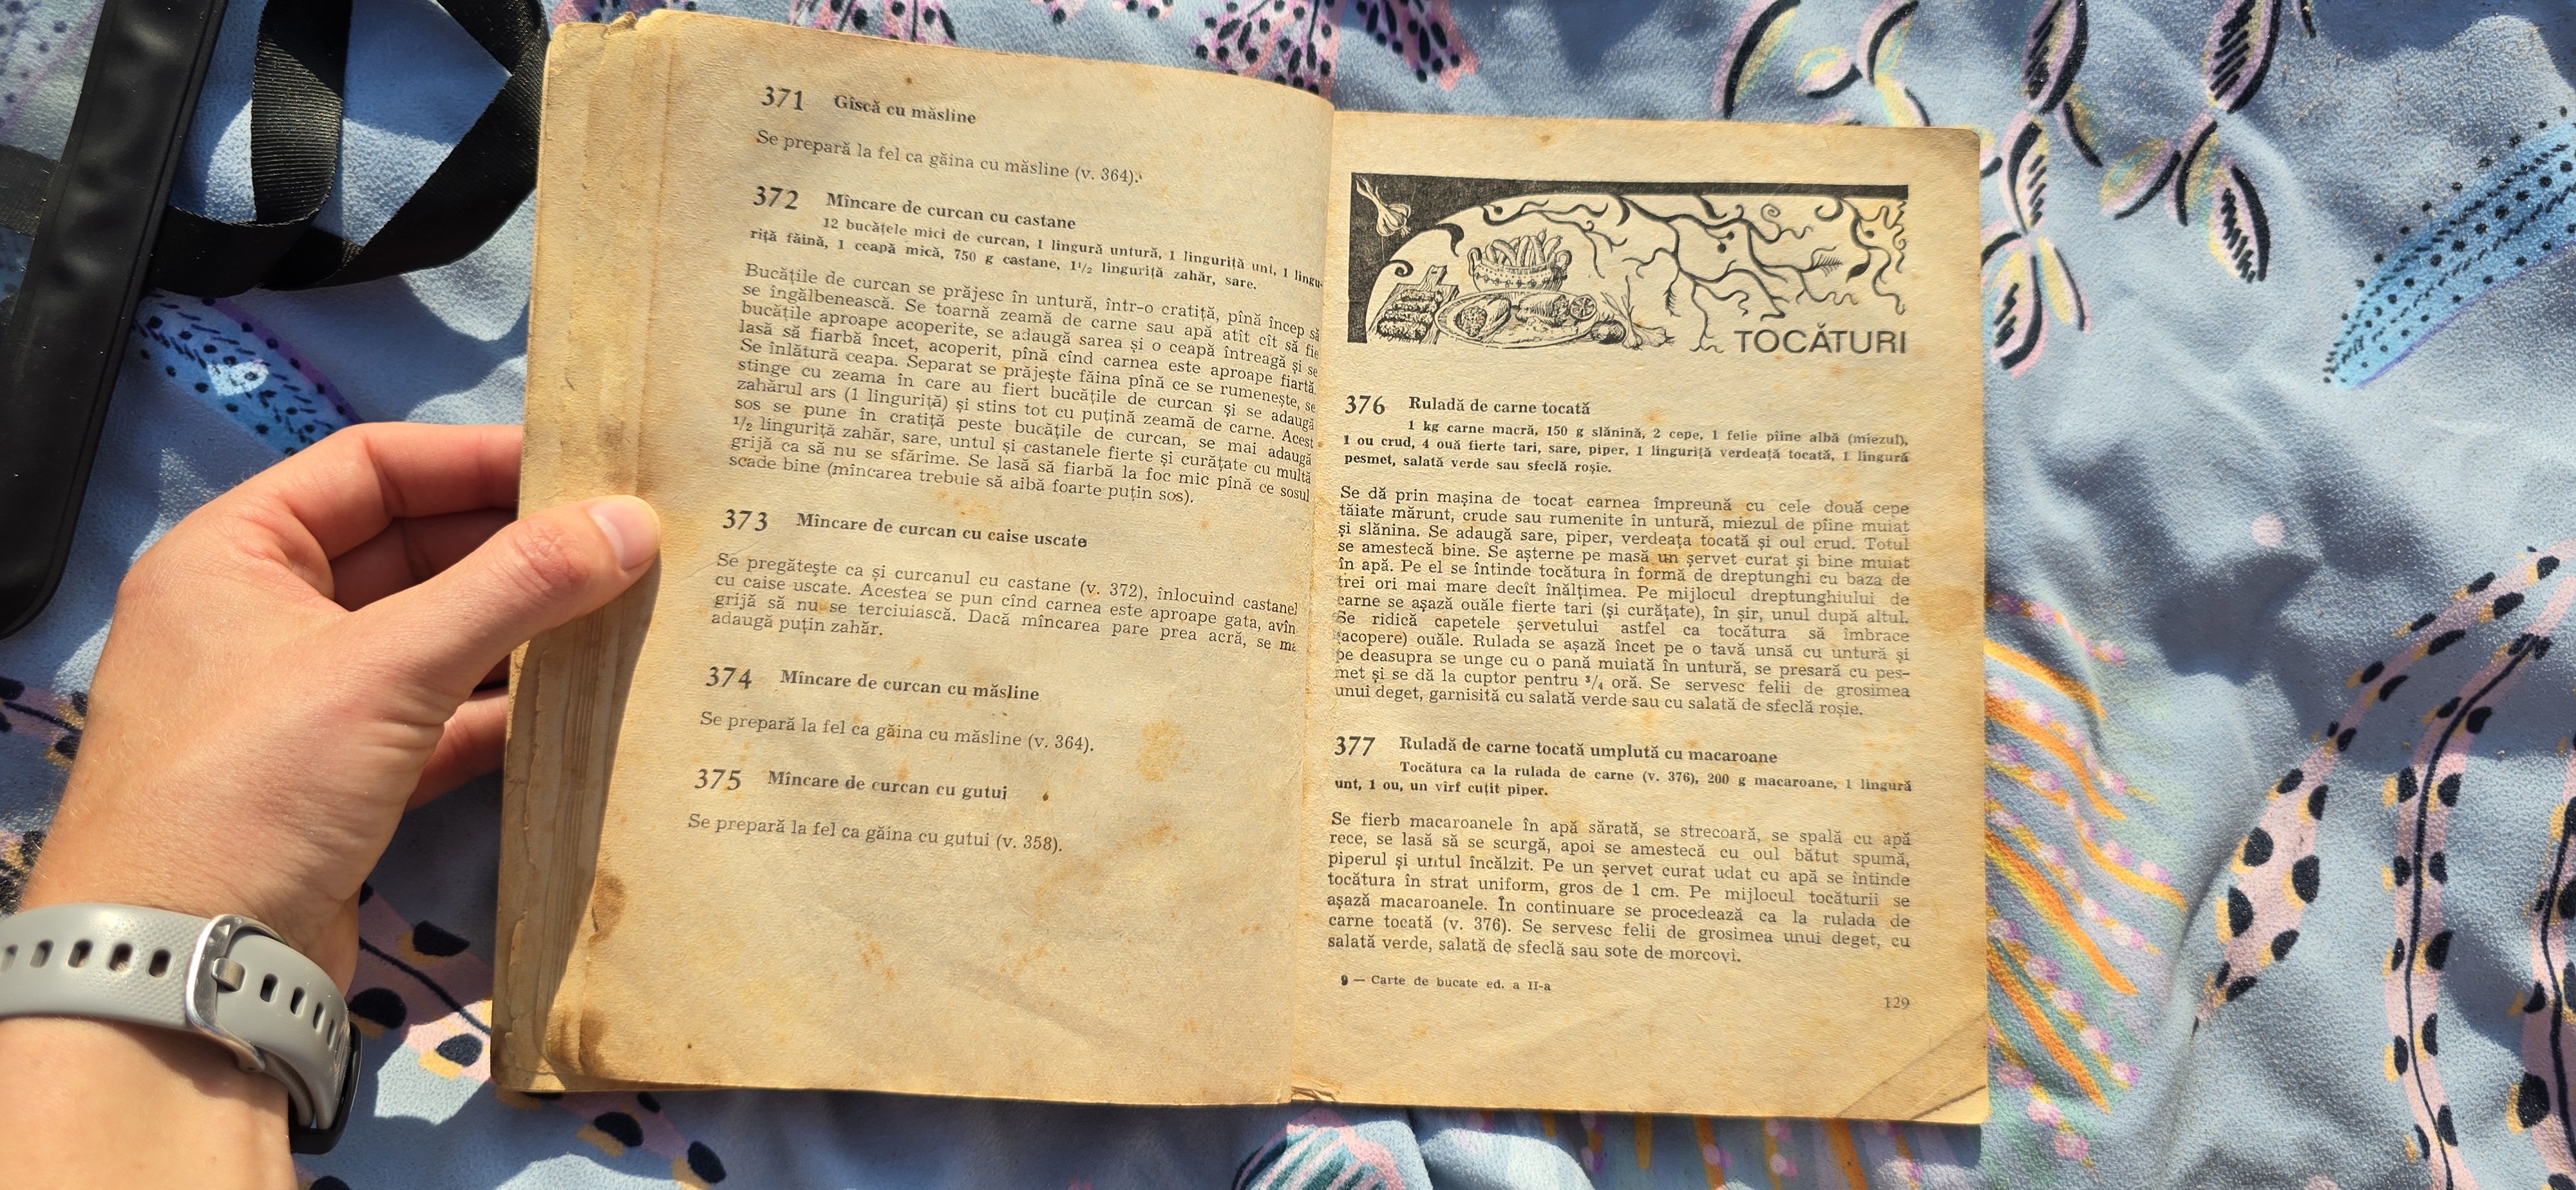 371 Gîscă cu măsline
Se prepară la fel ca găina cu măsline (v. 364).
372 Mîncare de curcan cu castane
12 bucățele mici de curcan, 1 lingură untură, 1 linguriță unt, 1 lingu-
riță făină, 1 ceapă mică, 750 g castane, 1 1/2 linguriță zahăr, sare.
Bucățile de curcan se prăjesc în untură, într-o cratiță, pînă încep să
se îngălbenească. Se toarnă zeamă de carne sau apă atît cît să fie
bucățile aproape acoperite, se adaugă sarea și o ceapă întreagă și se
lasă să fiarbă încet, acoperit, pînă cînd carnea este aproape fiartă.
Se înlătură ceapa. Separat se prăjește făina pînă ce se rumenește, se
stinge cu zeama în care au fiert bucățile de curcan și se adaugă
zahărul ars (1 linguriță) și stins tot cu puțină zeamă de carne. Acest
sos se pune în cratiță peste bucățile de curcan, se mai adaugă
1/2 linguriță zahăr, sare, untul și castanele fierte și curățate cu multă
grijă ca să nu se sfărîme. Se lasă să fiarbă la foc mic pînă ce sosul
scade bine (mîncarea trebuie să aibă foarte puțin sos).
373 Mîncare de curcan cu caise uscate
Se pregătește ca și curcanul cu castane (v. 372), înlocuind castanel
cu caise uscate. Acestea se pun cînd carnea este aproape gata, avîn
grijă să nu se terciuiască. Dacă mîncarea pare prea acră, se ma
adaugă puțin zahăr.
374 Mîncare de curcan cu măsline
Se prepară la fel ca găina cu măsline (v. 364).
375 Mîncare de curcan cu gutui
Se prepară la fel ca găina cu gutui (v. 358).
TOCĂTURI
376 Ruladă de carne tocată
1 kg carne macră, 150 g slănină, 2 cepe, 1 felie pîine albă (miezul),
1 ou crud, 4 ouă fierte tari, sare, piper, 1 linguriță verdeață tocată, 1 lingură
pesmet, salată verde sau sfeclă roșie.
Se dă prin mașina de tocat carnea împreună cu cele două cepe
tăiate mărunt, crude sau rumenite în untură, miezul de pîine muiat
și slănina. Se adaugă sare, piper, verdeața tocată și oul crud. Totul
se amestecă bine. Se așterne pe masă un șervet curat și bine muiat
în apă. Pe el se întinde tocătura în formă de dreptunghi cu baza de
trei ori mai mare decît înălțimea. Pe mijlocul dreptunghiului de
carne se așază ouăle fierte tari (și curățate), în șir, unul după altul.
Se ridică capetele șervetului astfel ca tocătura să îmbrace
(acopere) ouăle. Rulada se așază încet pe o tavă unsă cu untură și
pe deasupra se unge cu o pană muiată în untură, se presară cu pes-
met și se dă la cuptor pentru 3/4 oră. Se servesc felii de grosimea
unui deget, garnisită cu salată verde sau cu salată de sfeclă roșie.
377 Ruladă de carne tocată umplută cu macaroane
Tocătura ca la rulada de carne (v. 376), 200 g macaroane, 1 lingură
unt, 1 ou, un vîrf cuțit piper.
Se fierb macaroanele în apă sărată, se strecoară, se spală cu apă
rece, se lasă să se scurgă, apoi se amestecă cu oul bătut spumă,
piperul și untul încălzit. Pe un șervet curat udat cu apă se întinde
tocătura în strat uniform, gros de 1 cm. Pe mijlocul tocăturii se
așază macaroanele. În continuare se procedează ca la rulada de
carne tocată (v. 376). Se servesc felii de grosimea unui deget, cu
salată verde, salată de sfeclă sau sote de morcovi.
9 — Carte de bucate ed. a II-a
129